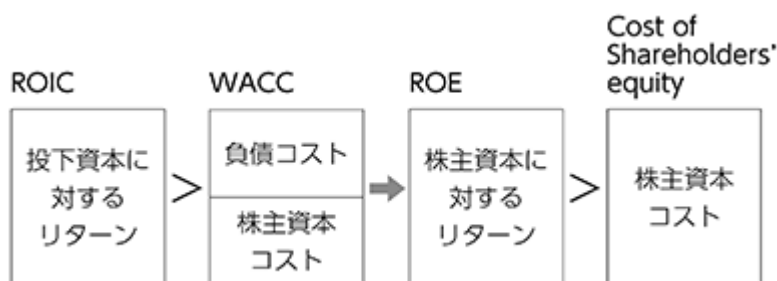 ROIC
投下資本に
対する
リターン
>
WACC
負債コスト
株主資本
コスト
ROE
株主資本に
対する
リターン
>
Cost of
Shareholders'
equity
株主資本
コスト